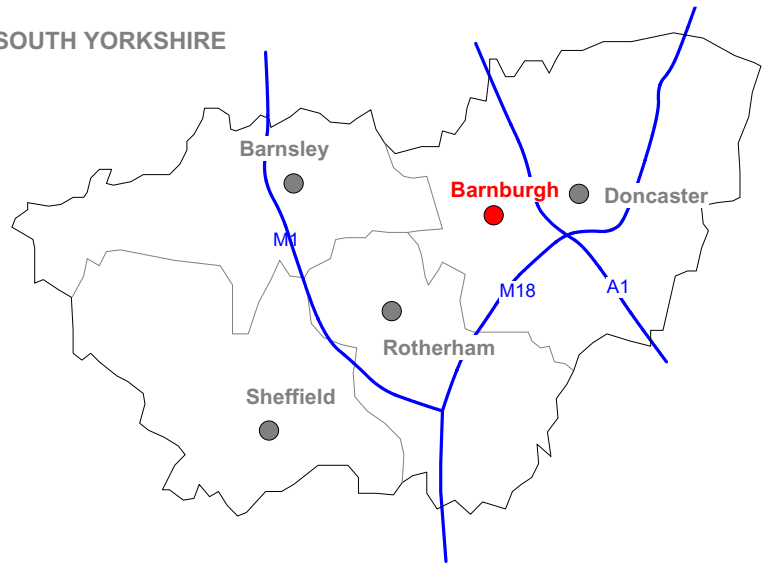 SOUTH YORKSHIRE
Barnsley
Barnburgh
Doncaster
M1
M18
A1
Rotherham
Sheffield